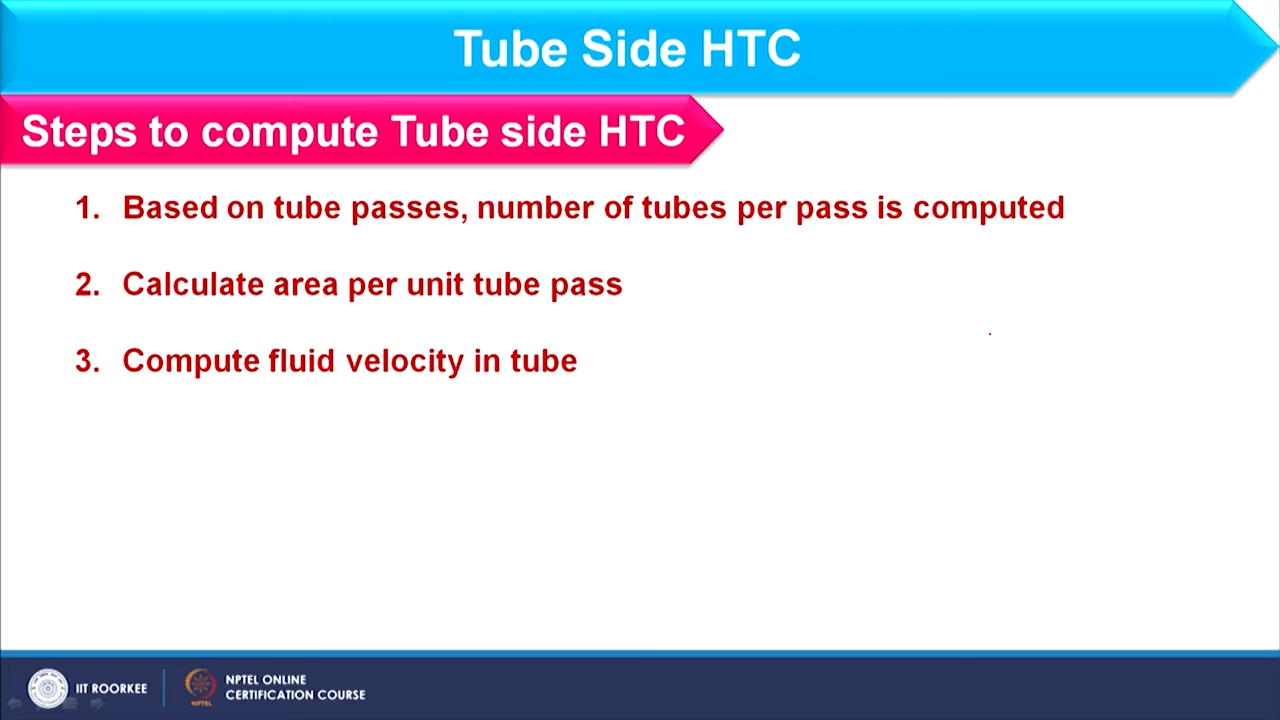 Tube Side HTC
Steps to compute Tube side HTC
1. Based on tube passes, number of tubes per pass is computed
2. Calculate area per unit tube pass
3. Compute fluid velocity in tube
IIT ROORKEE
NPTEL
NPTEL ONLINE
CERTIFICATION COURSE